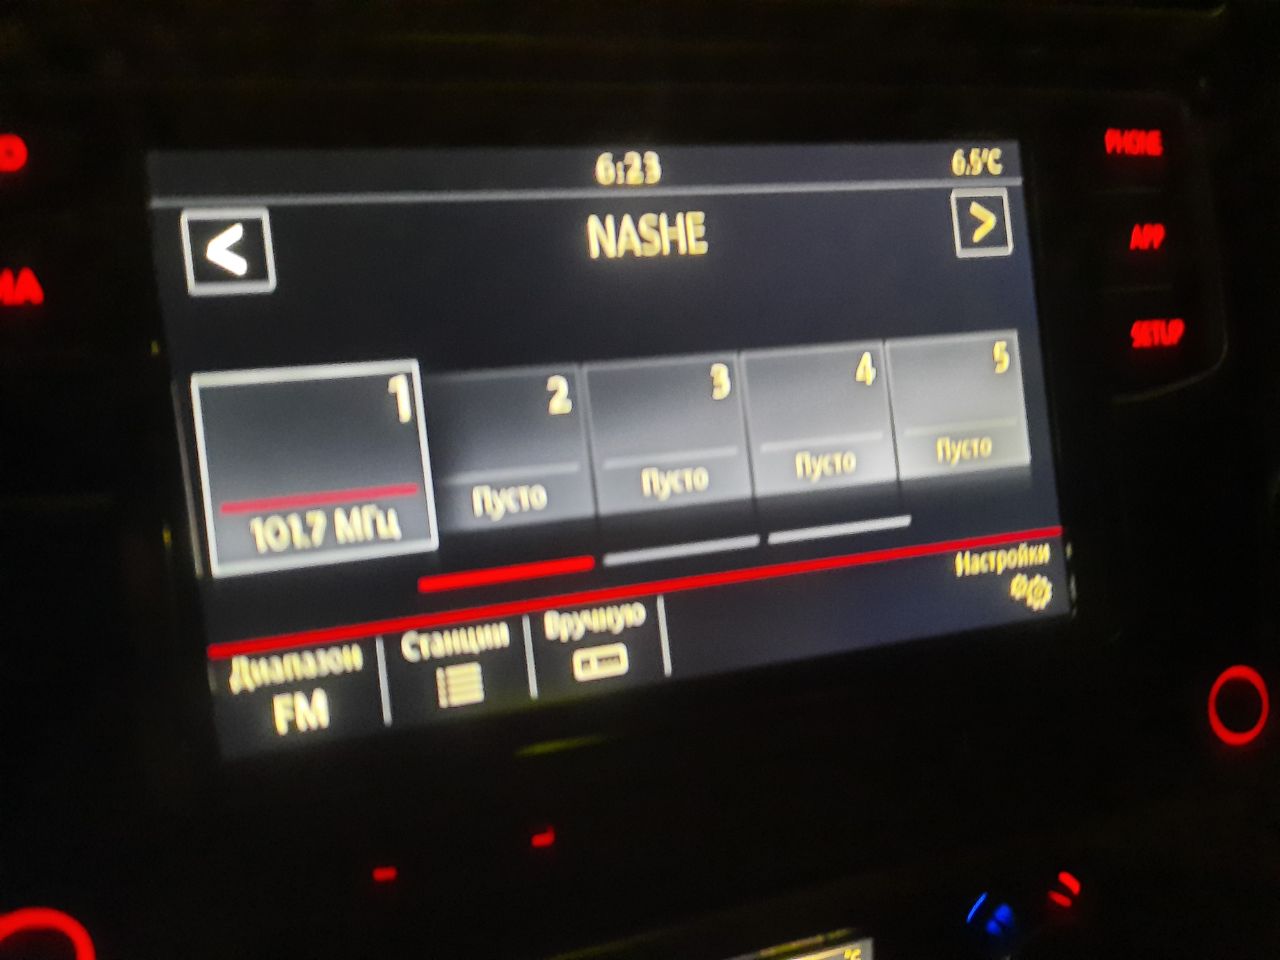 6:23
6.5°C
PHONE
NASHE
APP
SETUP
1
2
3
4
5
101.7 МГц
Пусто
Пусто
Пусто
Пусто
Настройки
Диапазон
FM
Станции
Вручную
°C